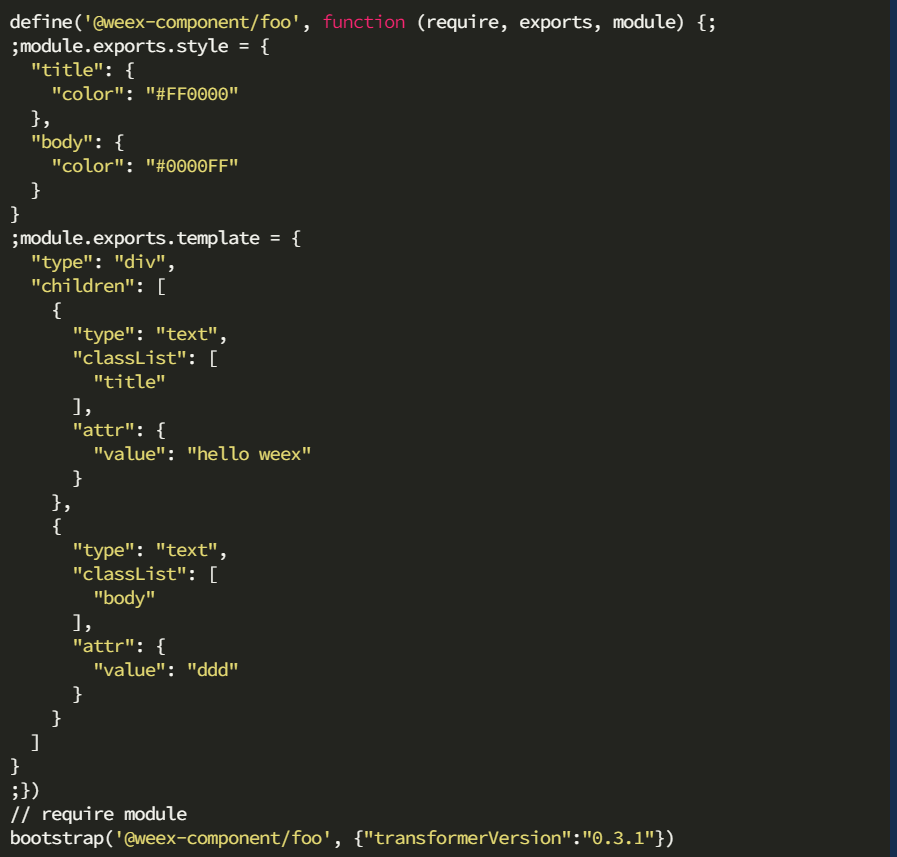 define('@weex-component/foo', function (require, exports, module) {;
;module.exports.style = {
  "title": {
    "color": "#FF0000"
  },
  "body": {
    "color": "#0000FF"
  }
}
;module.exports.template = {
  "type": "div",
  "children": [
    {
      "type": "text",
      "classList": [
        "title"
      ],
      "attr": {
        "value": "hello weex"
      }
    },
    {
      "type": "text",
      "classList": [
        "body"
      ],
      "attr": {
        "value": "ddd"
      }
    }
  ]
}
;})
// require module
bootstrap('@weex-component/foo', {"transformerVersion":"0.3.1"})